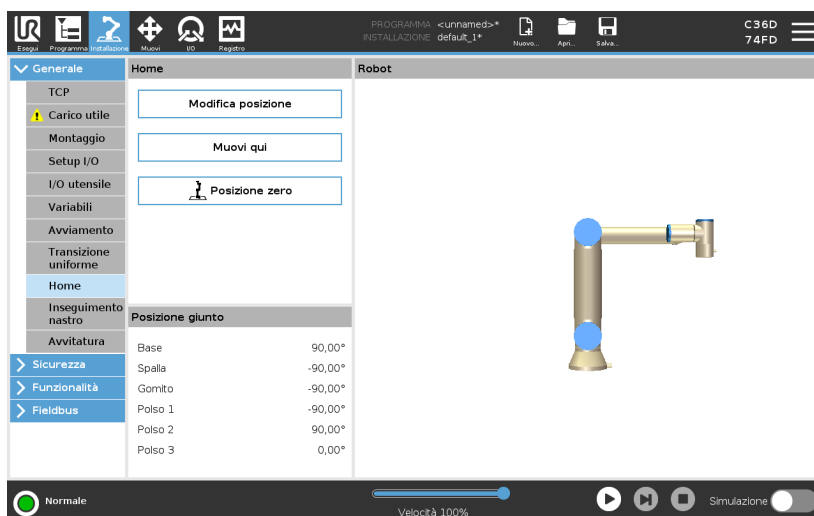 PROGRAMMA <unnamed>*
INSTALLAZIONE default_1*
C36D
74FD
Esegui Programma Installazione Muovi I/O Registro Nuovo... Apri... Salva...
Generale
Home
Robot
TCP
Carico utile
Montaggio
Setup I/O
I/O utensile
Variabili
Avviamento
Transizione
uniforme
Home
Inseguimento
nastro
Avvitatura
Sicurezza
Funzionalità
Fieldbus
Modifica posizione
Muovi qui
Posizione zero
Posizione giunto
Base 90,00°
Spalla -90,00°
Gomito -90,00°
Polso 1 -90,00°
Polso 2 90,00°
Polso 3 0,00°
Normale
Velocità 100%
Simulazione